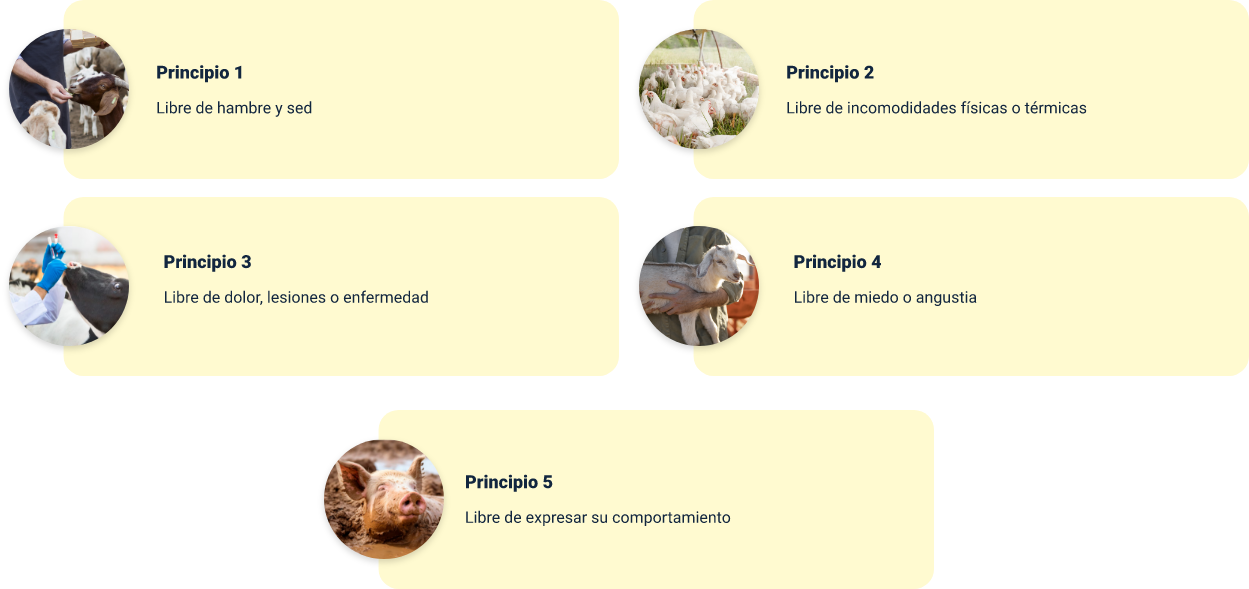 Principio 1
Libre de hambre y sed
Principio 2
Libre de incomodidades físicas o térmicas
Principio 3
Libre de dolor, lesiones o enfermedad
Principio 4
Libre de miedo o angustia
Principio 5
Libre de expresar su comportamiento